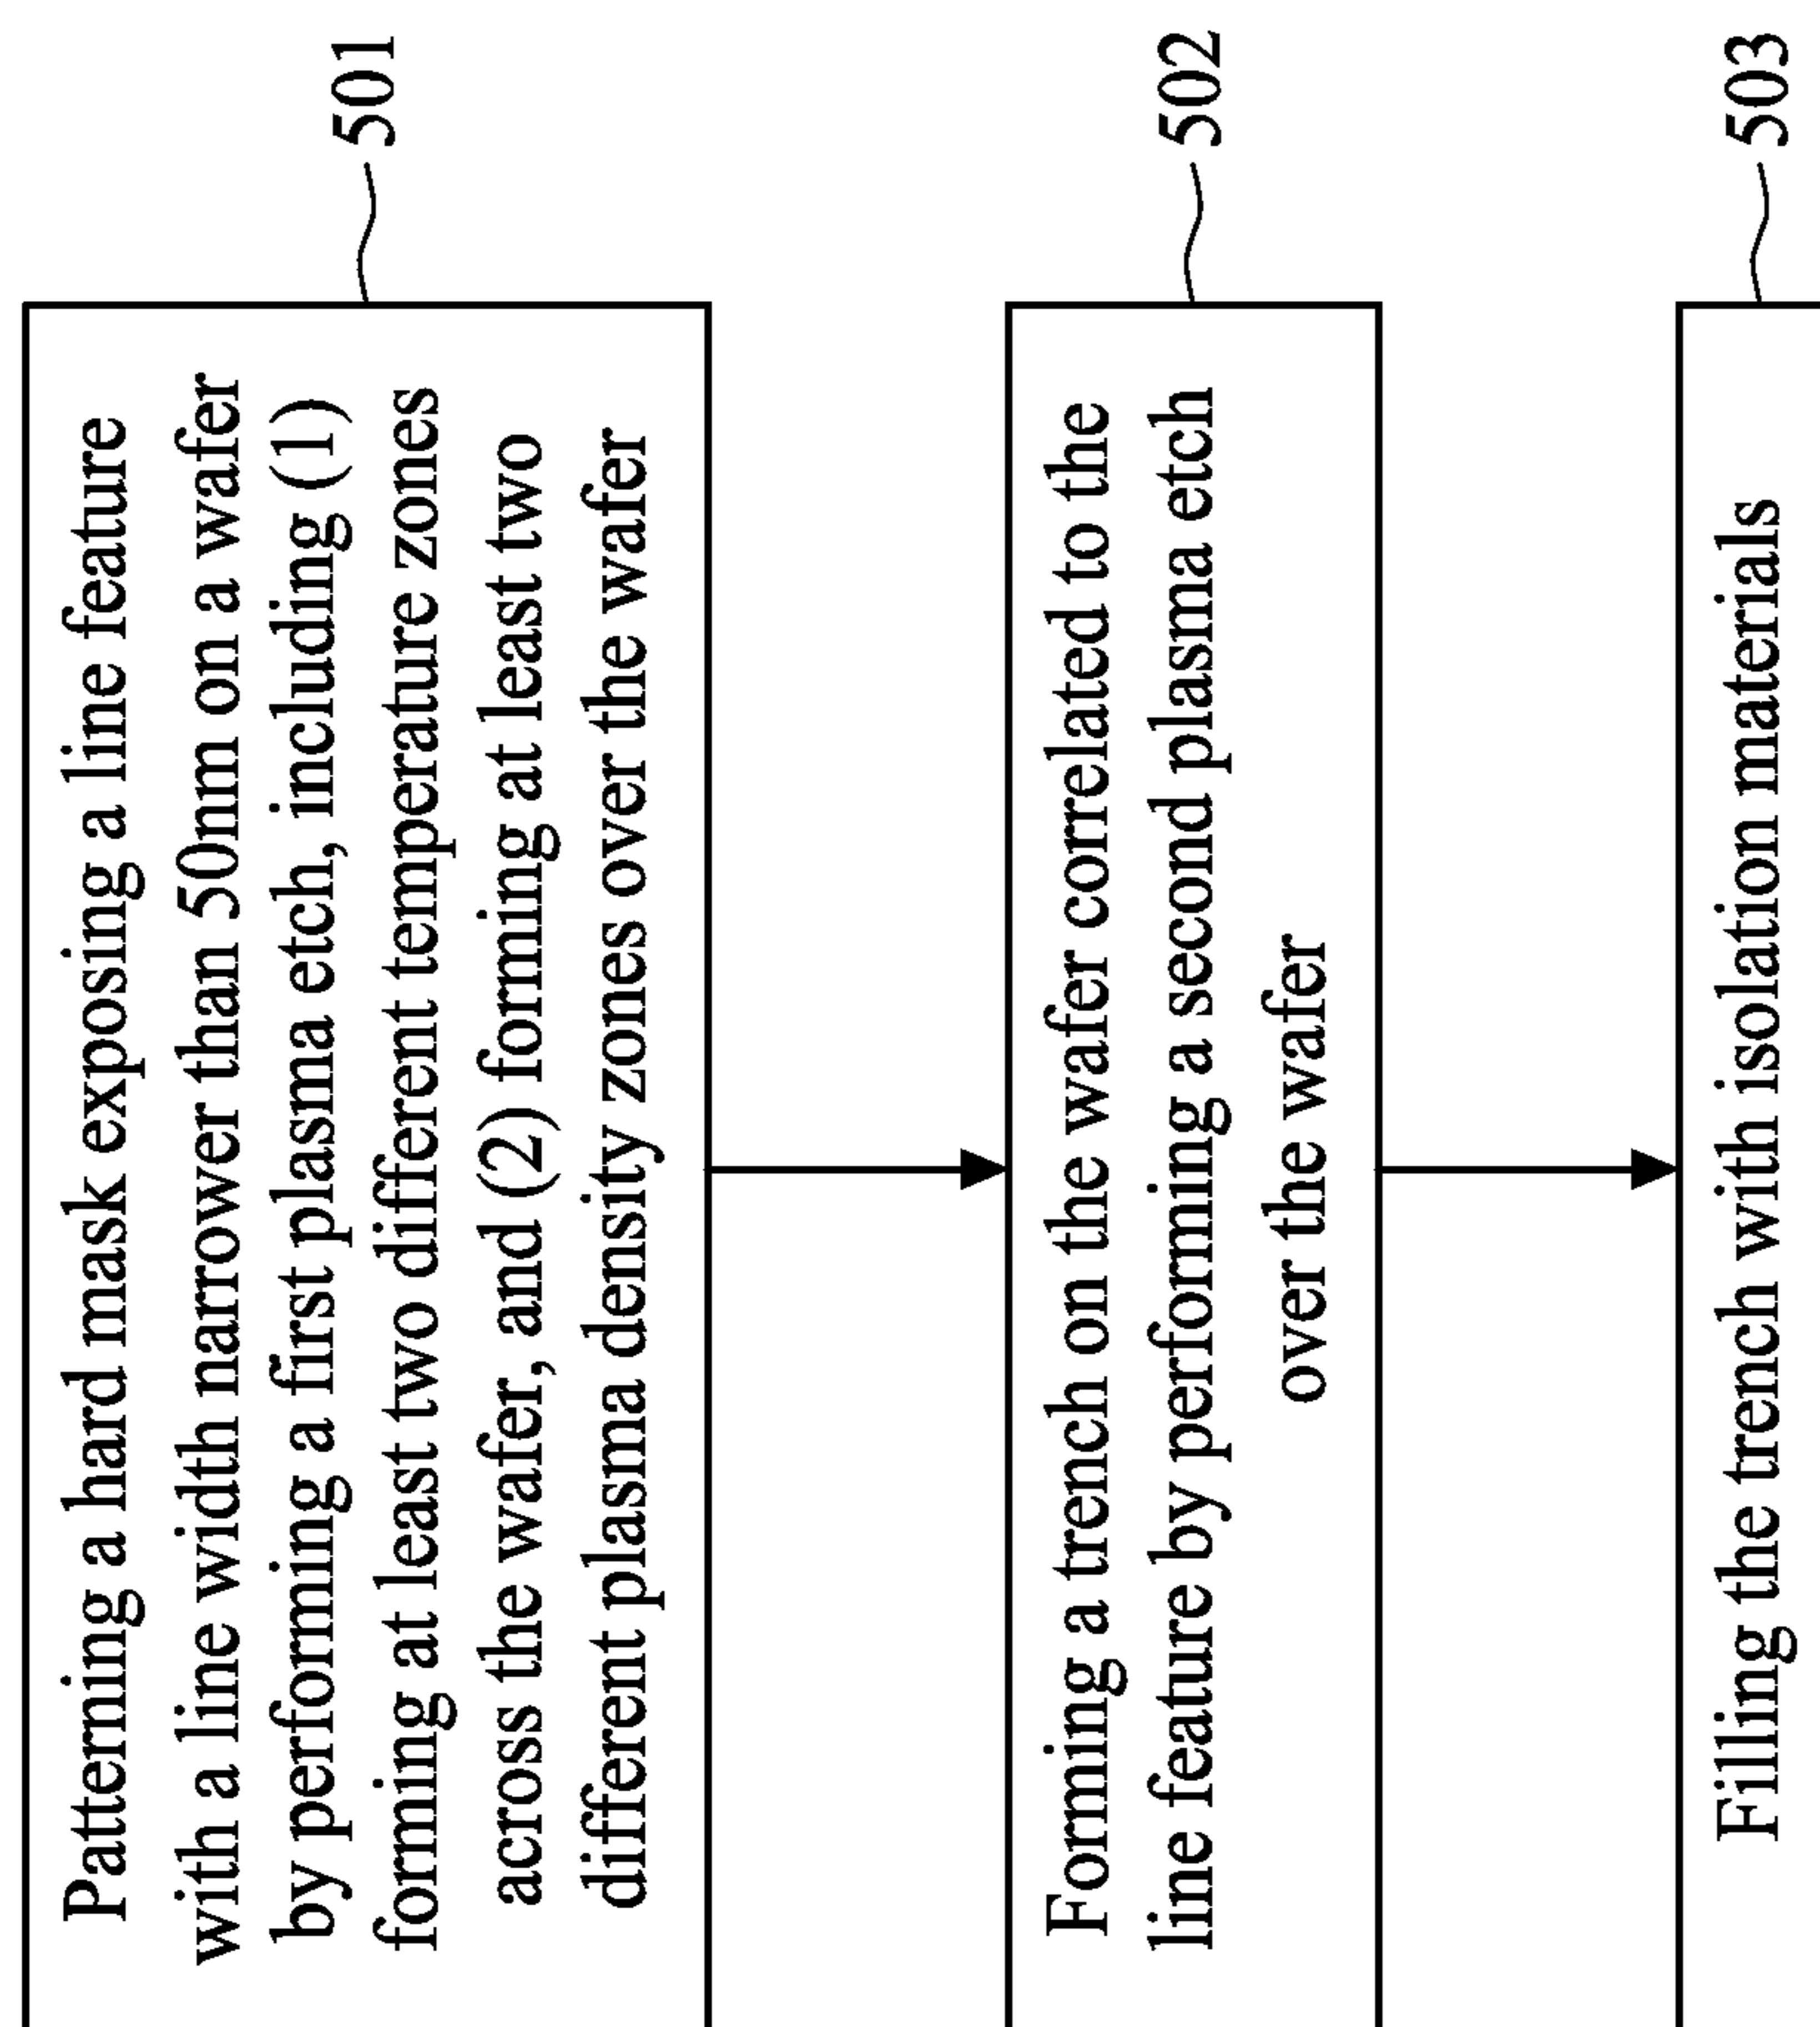 Patterning a hard mask exposing a line feature
with a line width narrower than 50nm on a wafer
by performing a first plasma etch, including (1)
forming at least two different temperature zones
across the wafer, and (2) forming at least two
different plasma density zones over the wafer
501
Forming a trench on the wafer correlated to the
line feature by performing a second plasma etch
over the wafer
502
Filling the trench with isolation materials
503